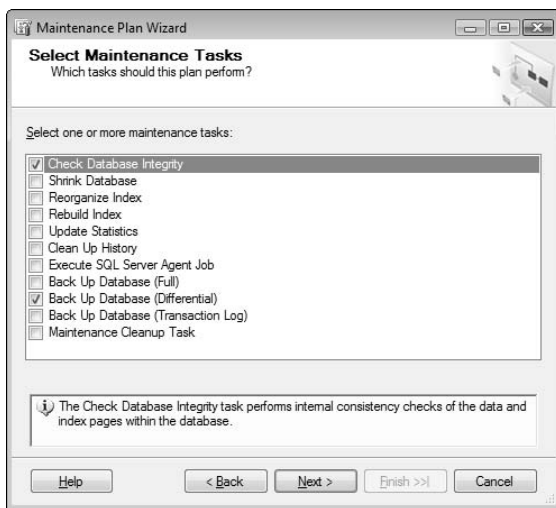 Maintenance Plan Wizard
Select Maintenance Tasks
Which tasks should this plan perform?
Select one or more maintenance tasks:
Check Database Integrity
Shrink Database
Reorganize Index
Rebuild Index
Update Statistics
Clean Up History
Execute SQL Server Agent Job
Back Up Database (Full)
Back Up Database (Differential)
Back Up Database (Transaction Log)
Maintenance Cleanup Task
The Check Database Integrity task performs internal consistency checks of the data and
index pages within the database.
Help < Back Next > Finish >>| Cancel